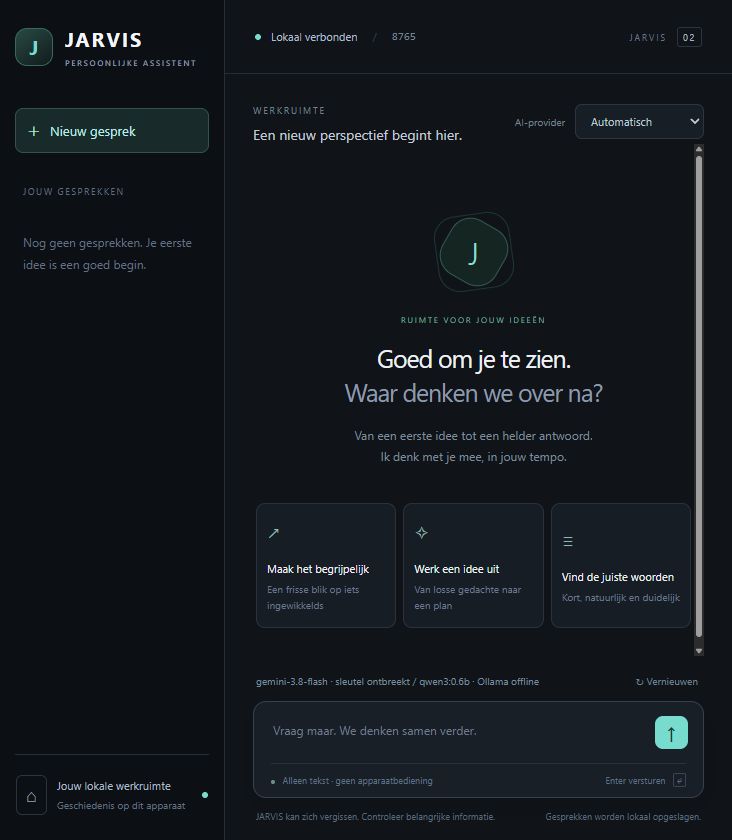 J
JARVIS
PERSOONLIJKE ASSISTENT
+ Nieuw gesprek
JOUW GESPREKKEN
Nog geen gesprekken. Je eerste
idee is een goed begin.
Jouw lokale werkruimte
Geschiedenis op dit apparaat
Lokaal verbonden / 8765
JARVIS 02
WERKRUIMTE
Een nieuw perspectief begint hier.
AI-provider Automatisch
J
RUIMTE VOOR JOUW IDEEËN
Goed om je te zien.
Waar denken we over na?
Van een eerste idee tot een helder antwoord.
Ik denk met je mee, in jouw tempo.
Maak het begrijpelijk
Een frisse blik op iets
ingewikkelds
Werk een idee uit
Van losse gedachte naar
een plan
Vind de juiste woorden
Kort, natuurlijk en duidelijk
gemini-3.8-flash · sleutel ontbreekt / qwen3:0.6b · Ollama offline
↻ Vernieuwen
Vraag maar. We denken samen verder.
↑
Alleen tekst · geen apparaatbediening
Enter versturen ↵
JARVIS kan zich vergissen. Controleer belangrijke informatie.
Gesprekken worden lokaal opgeslagen.